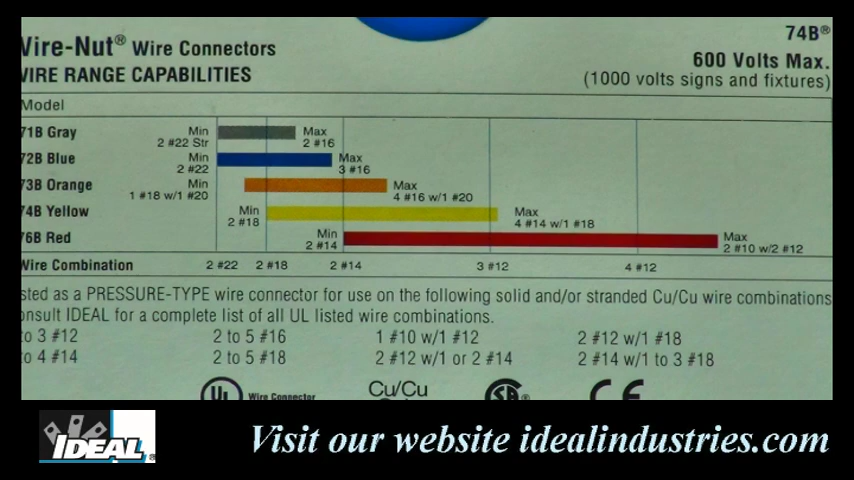 Wire-Nut® Wire Connectors
74B®
WIRE RANGE CAPABILITIES
600 Volts Max.
(1000 volts signs and fixtures)
Model
71B Gray Min 2 #22 Str Max 2 #16
72B Blue Min 2 #22 Max 3 #16
73B Orange Min 1 #18 w/1 #20 Max 4 #16 w/1 #20
74B Yellow Min 2 #18 Max 4 #14 w/1 #18
76B Red Min 2 #14 Max 2 #10 w/2 #12
Wire Combination 2 #22 2 #18 2 #14 3 #12 4 #12
sted as a PRESSURE-TYPE wire connector for use on the following solid and/or stranded Cu/Cu wire combinations
onsult IDEAL for a complete list of all UL listed wire combinations.
to 3 #12 2 to 5 #16 1 #10 w/1 #12 2 #12 w/1 #18
to 4 #14 2 to 5 #18 2 #12 w/1 or 2 #14 2 #14 w/1 to 3 #18
UL Wire Connector Cu/Cu SA® CE
IDEAL® Visit our website idealindustries.com